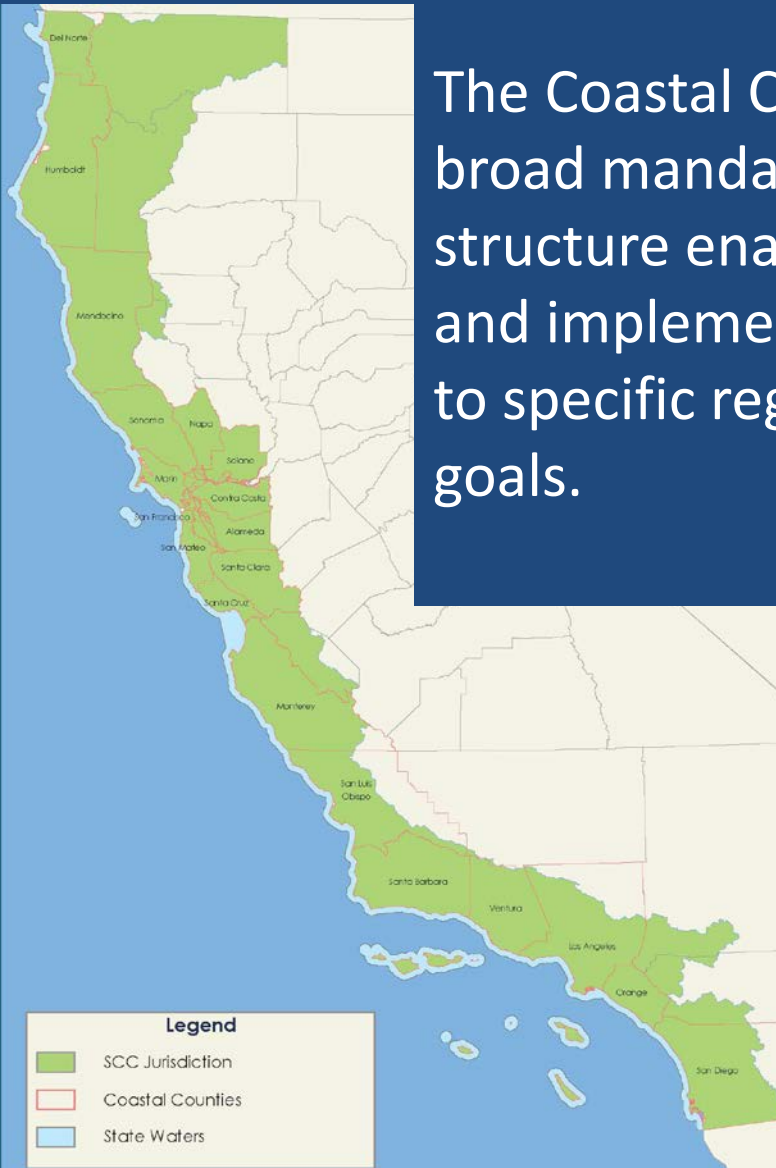 The Coastal C
broad manda
structure ena
and impleme
to specific reg
goals.
Del Norte
Humboldt
Mendocino
Sonoma
Napa
Solano
Marin
Contra Costa
San Francisco
Alameda
San Mateo
Santa Clara
Santa Cruz
Monterey
San Luis
Obispo
Santa Barbara
Ventura
Los Angeles
Orange
San Diego
Legend
SCC Jurisdiction
Coastal Counties
State Waters